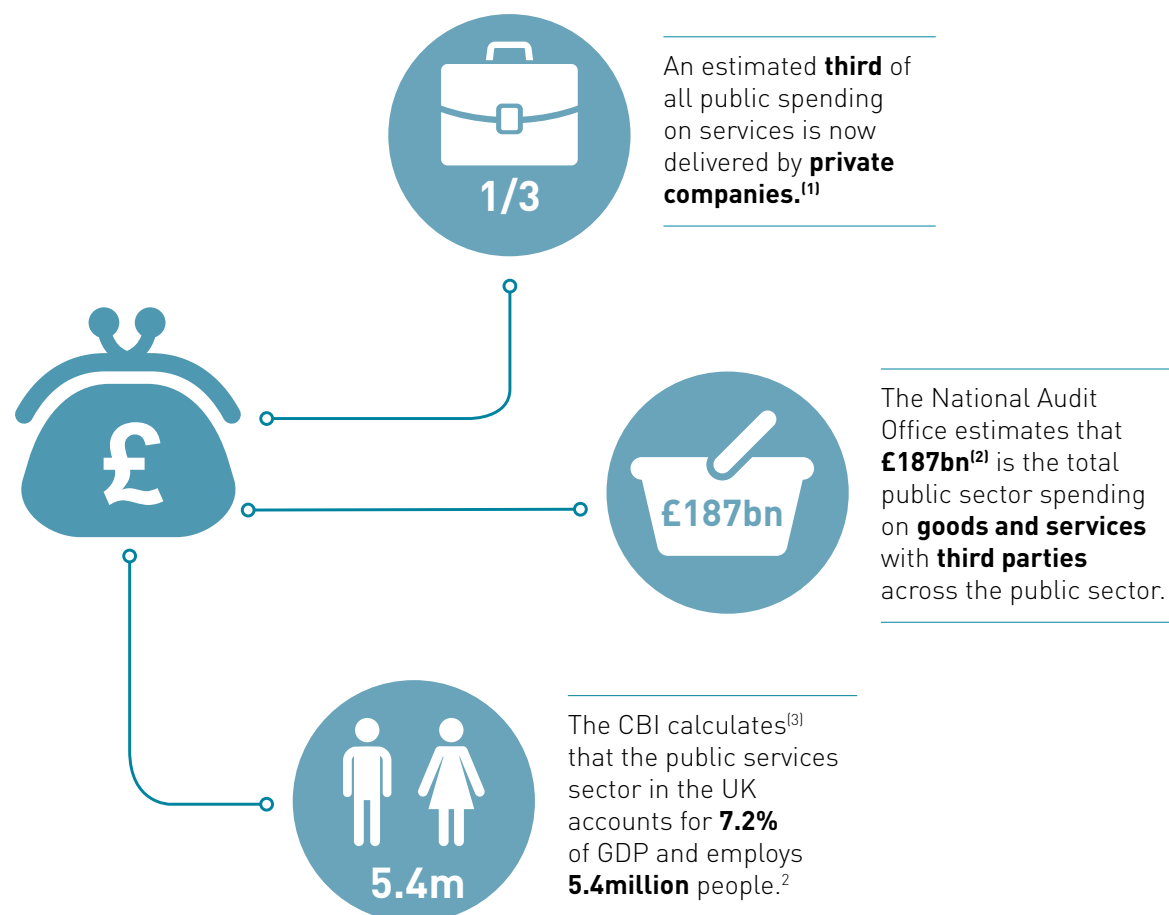 An estimated third of
all public spending
on services is now
delivered by private
companies.(1)
1/3
£
The National Audit
Office estimates that
£187bn(2) is the total
public sector spending
on goods and services
with third parties
across the public sector.
£187bn
The CBI calculates(3)
that the public services
sector in the UK
accounts for 7.2%
of GDP and employs
5.4million people.2
5.4m